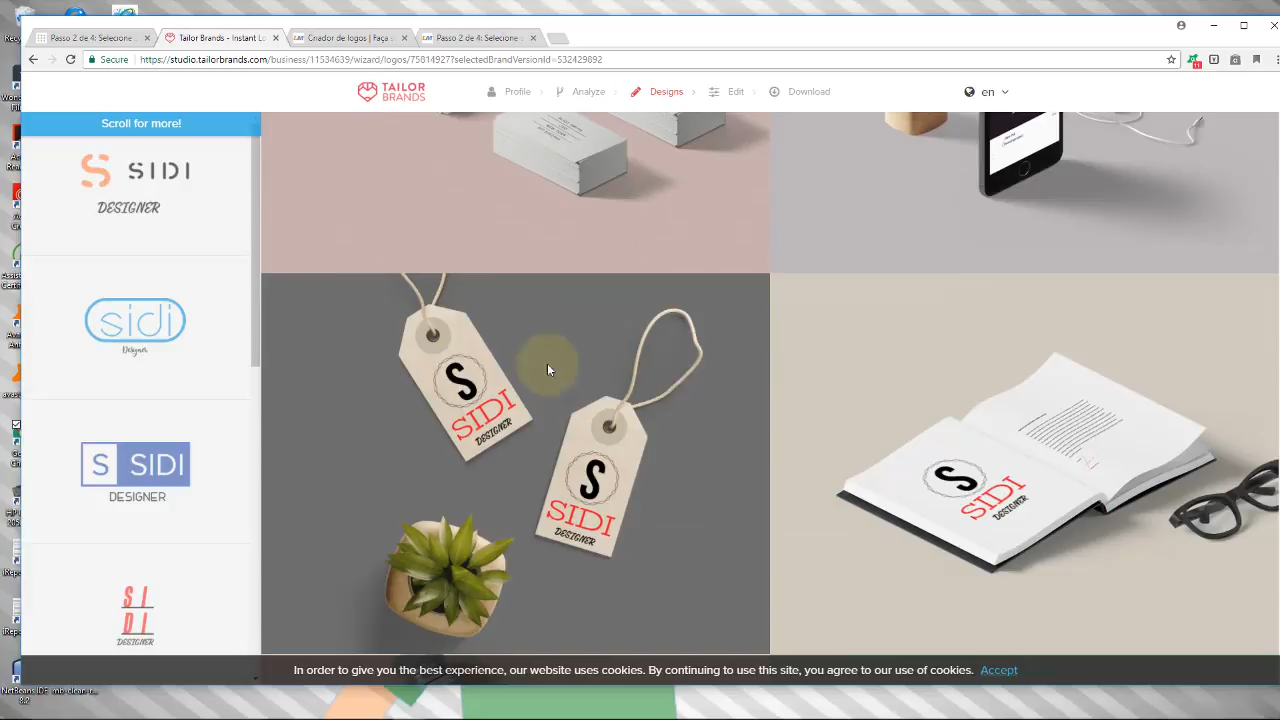 Passo 2 de 4: Selecione
Tailor Brands - Instant Lo
Criador de logos | Faça s
Passo 2 de 4: Selecione
Secure
https://studio.tailorbrands.com/business/11534639/wizard/logos/75814927?selectedBrandVersionId=532429892
11
TAILOR BRANDS
Profile
Analyze
Designs
Edit
Download
en
Scroll for more!
S SIDI
DESIGNER
sidi
Designer
S SIDI
DESIGNER
SI
DI
DESIGNER
S
SIDI
DESIGNER
S
SIDI
DESIGNER
S
SIDI
DESIGNER
In order to give you the best experience, our website uses cookies. By continuing to use this site, you agree to our use of cookies. Accept